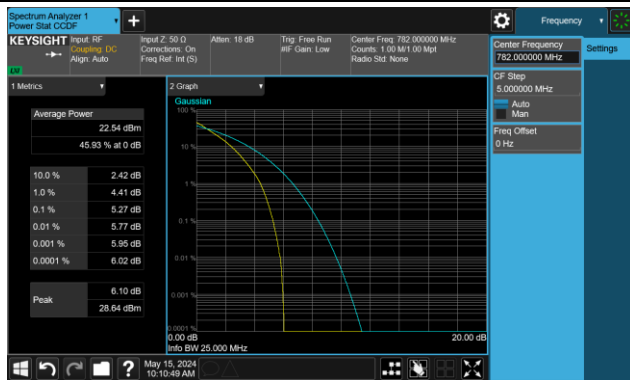 Spectrum Analyzer 1
Power Stat CCDF
Frequency
KEYSIGHT
Input: RF
Coupling: DC
Align: Auto
Input Z: 50 Ω
Corrections: On
Freq Ref: Int (S)
Atten: 18 dB
Trig: Free Run
#IF Gain: Low
Center Freq: 782.000000 MHz
Counts: 1.00 M/1.00 Mpt
Radio Std: None
1 Metrics
Average Power
22.54 dBm
45.93 % at 0 dB
10.0 % 2.42 dB
1.0 % 4.41 dB
0.1 % 5.27 dB
0.01 % 5.77 dB
0.001 % 5.95 dB
0.0001 % 6.02 dB
Peak 6.10 dB
28.64 dBm
2 Graph
Gaussian
100 %
10 %
1 %
0.1 %
0.01 %
0.001 %
0.0001 %
0.00 dB 20.00 dB
Info BW 25.000 MHz
Center Frequency
782.000000 MHz
CF Step
5.000000 MHz
Auto
Man
Freq Offset
0 Hz
Settings
May 15, 2024
10:10:49 AM